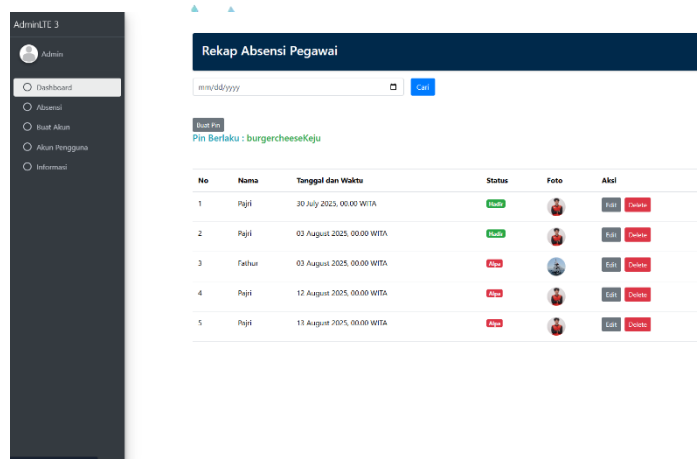 AdminLTE 3
Admin
Dashboard
Absensi
Buat Akun
Akun Pengguna
Informasi
Rekap Absensi Pegawai
mm/dd/yyyy
Cari
Buat Pin
Pin Berlaku : burgercheeseKeju
No Nama Tanggal dan Waktu Status Foto Aksi
1 Pajri 30 July 2025, 00.00 WITA Hadir Edit Delete
2 Pajri 03 August 2025, 00.00 WITA Hadir Edit Delete
3 Fathur 03 August 2025, 00.00 WITA Alpa Edit Delete
4 Pajri 12 August 2025, 00.00 WITA Alpa Edit Delete
5 Pajri 13 August 2025, 00.00 WITA Alpa Edit Delete